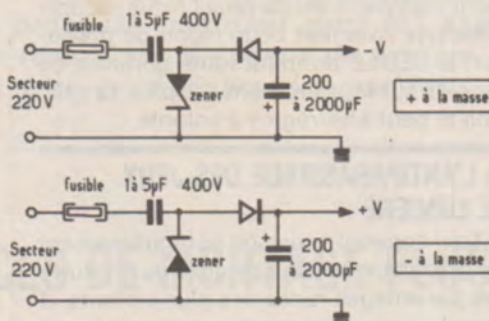 fusible
1 à 5µF 400V
-V
Secteur
220V
zener
+
200
à 2000µF
+ à la masse
fusible
1 à 5µF 400V
+V
Secteur
220V
zener
+
200
à 2000µF
- à la masse